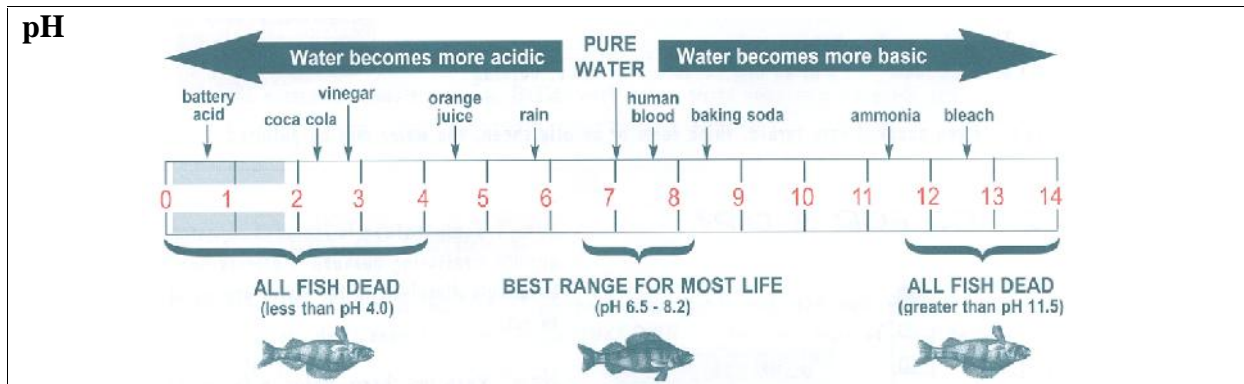 pH
Water becomes more acidic
PURE
WATER
Water becomes more basic
battery
acid
coca cola
vinegar
orange
juice
rain
human
blood
baking soda
ammonia
bleach
0 1 2 3 4 5 6 7 8 9 10 11 12 13 14
ALL FISH DEAD
(less than pH 4.0)
BEST RANGE FOR MOST LIFE
(pH 6.5 - 8.2)
ALL FISH DEAD
(greater than pH 11.5)